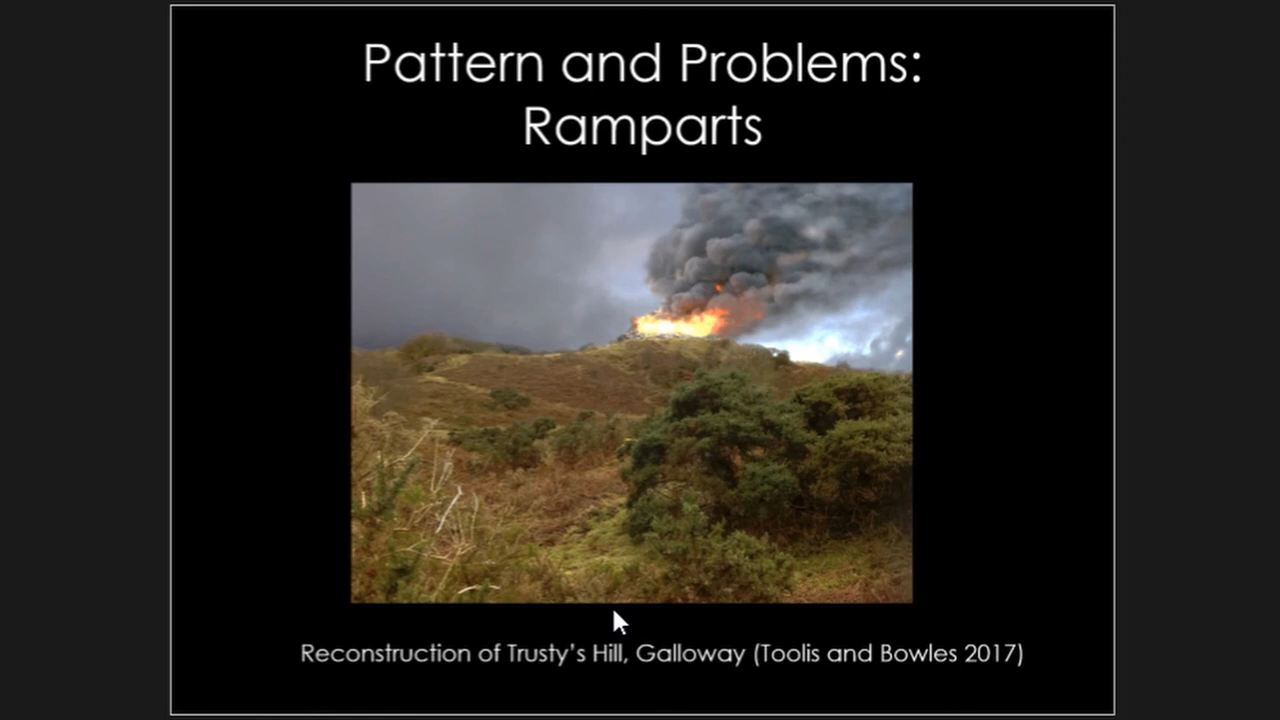 Pattern and Problems:
Ramparts
Reconstruction of Trusty's Hill, Galloway (Toolis and Bowles 2017)